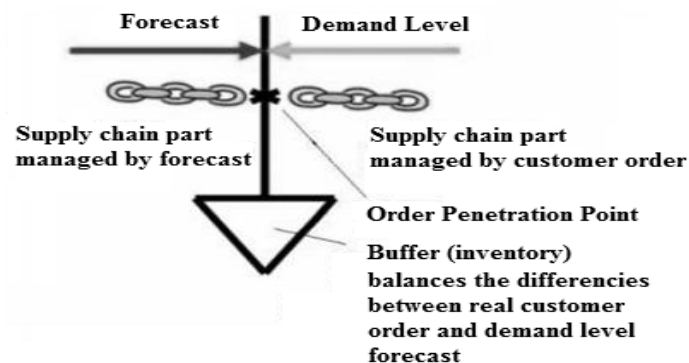 Forecast
Demand Level
Supply chain part
managed by forecast
Supply chain part
managed by customer order
Order Penetration Point
Buffer (inventory)
balances the differencies
between real customer
order and demand level
forecast